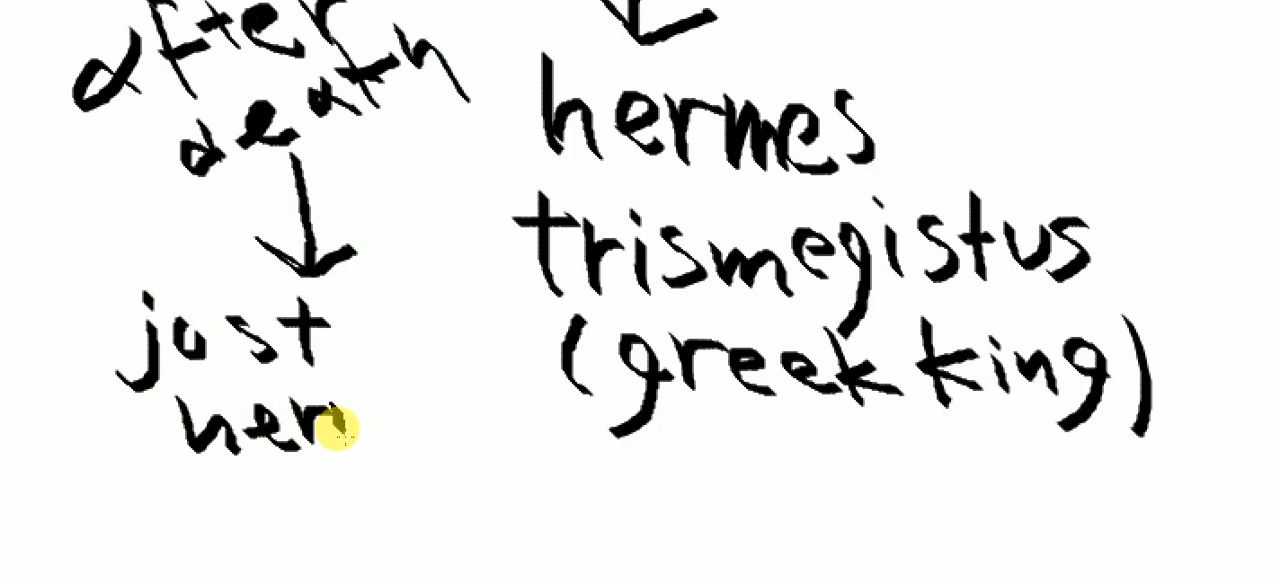 after
death
just
her
hermes
trismegistus
(greek king)